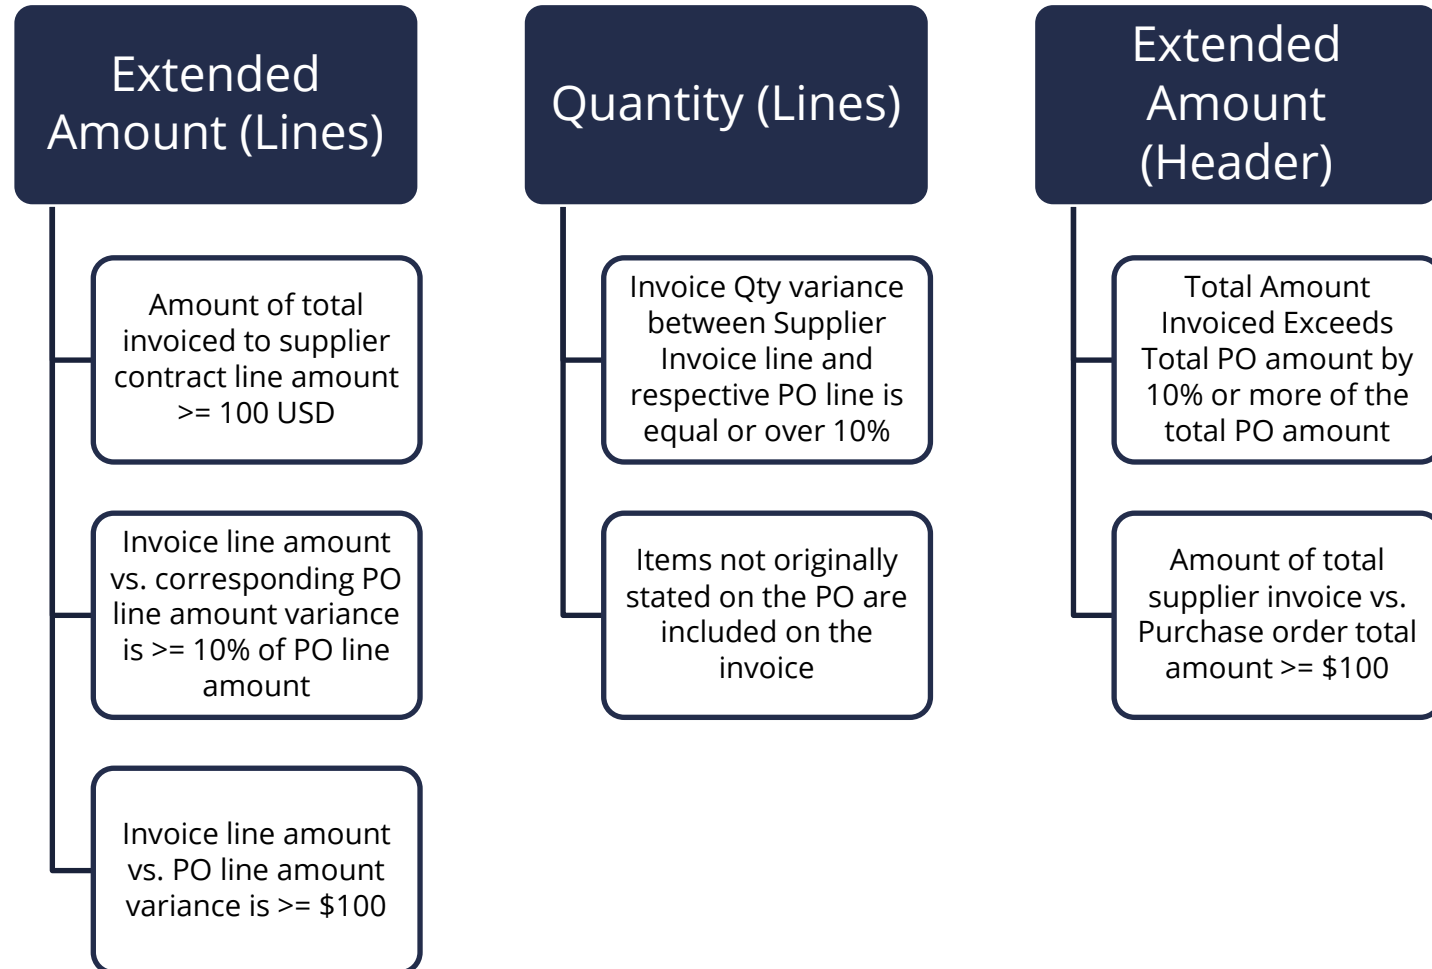 Extended
Amount (Lines)
Amount of total
invoiced to supplier
contract line amount
>= 100 USD
Invoice line amount
vs. corresponding PO
line amount variance
is >= 10% of PO line
amount
Invoice line amount
vs. PO line amount
variance is >= $100
Quantity (Lines)
Invoice Qty variance
between Supplier
Invoice line and
respective PO line is
equal or over 10%
Items not originally
stated on the PO are
included on the
invoice
Extended
Amount
(Header)
Total Amount
Invoiced Exceeds
Total PO amount by
10% or more of the
total PO amount
Amount of total
supplier invoice vs.
Purchase order total
amount >= $100